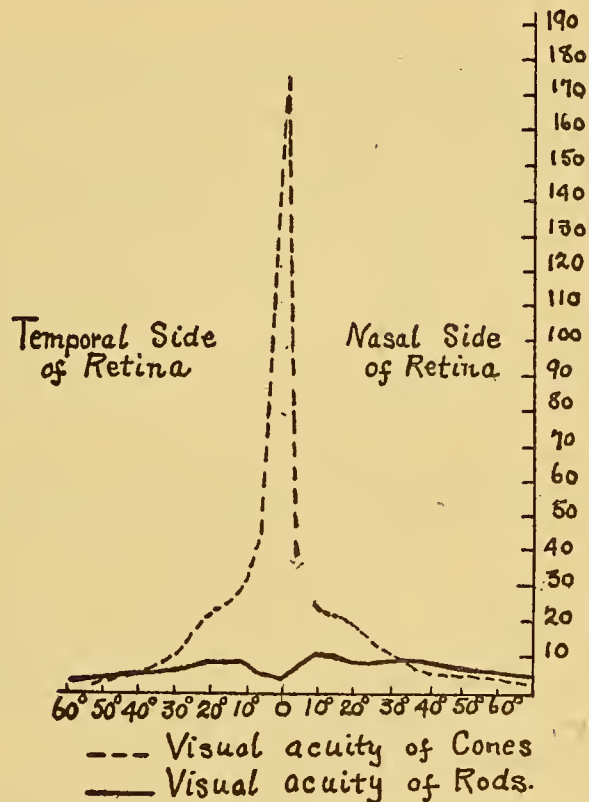 190
180
170
160
150
140
130
120
110
Temporal Side
of Retina
Nasal Side
of Retina
100
90
80
70
60
50
40
30
20
10
60° 50° 40° 30° 20° 10° 0 10° 20° 30° 40° 50° 60°
Visual acuity of Cones
Visual acuity of Rods.